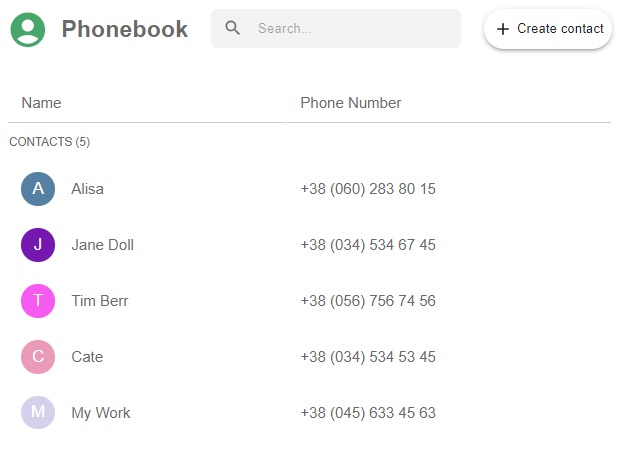 Phonebook Search... + Create contact
Name Phone Number
CONTACTS (5)
A Alisa +38 (060) 283 80 15
J Jane Doll +38 (034) 534 67 45
T Tim Berr +38 (056) 756 74 56
C Cate +38 (034) 534 53 45
M My Work +38 (045) 633 45 63